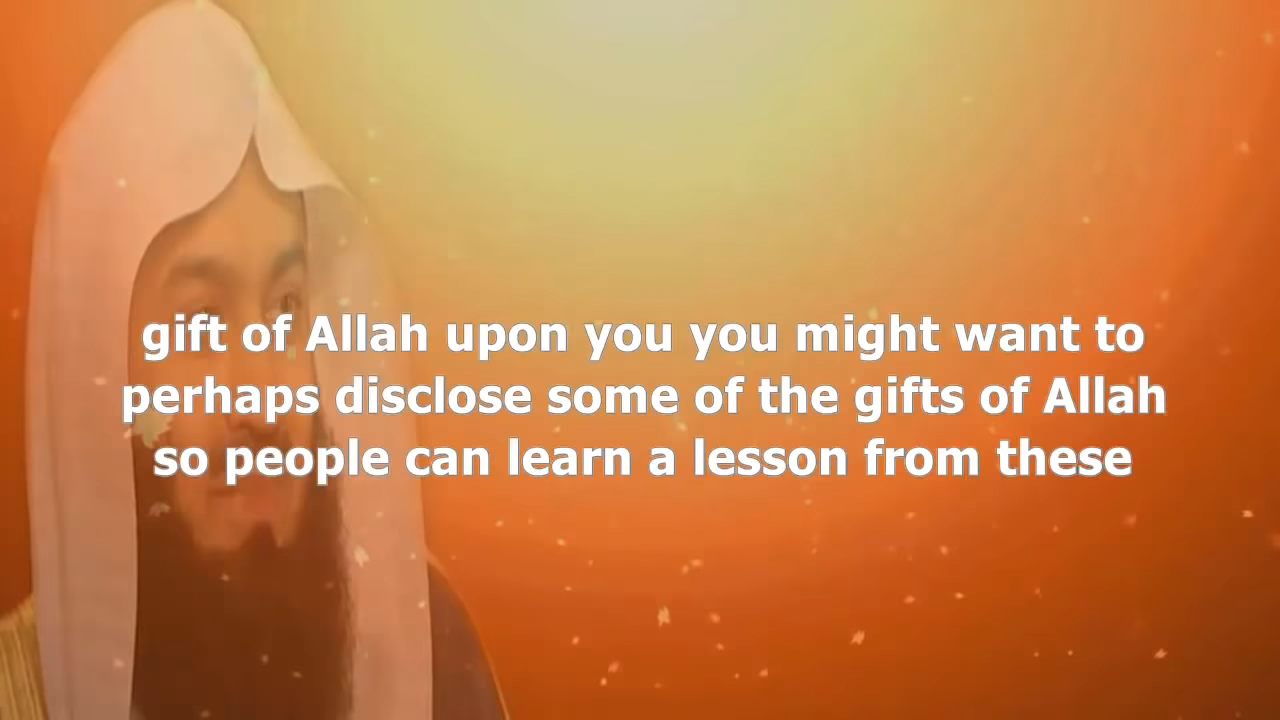 gift of Allah upon you you might want to
perhaps disclose some of the gifts of Allah
so people can learn a lesson from these